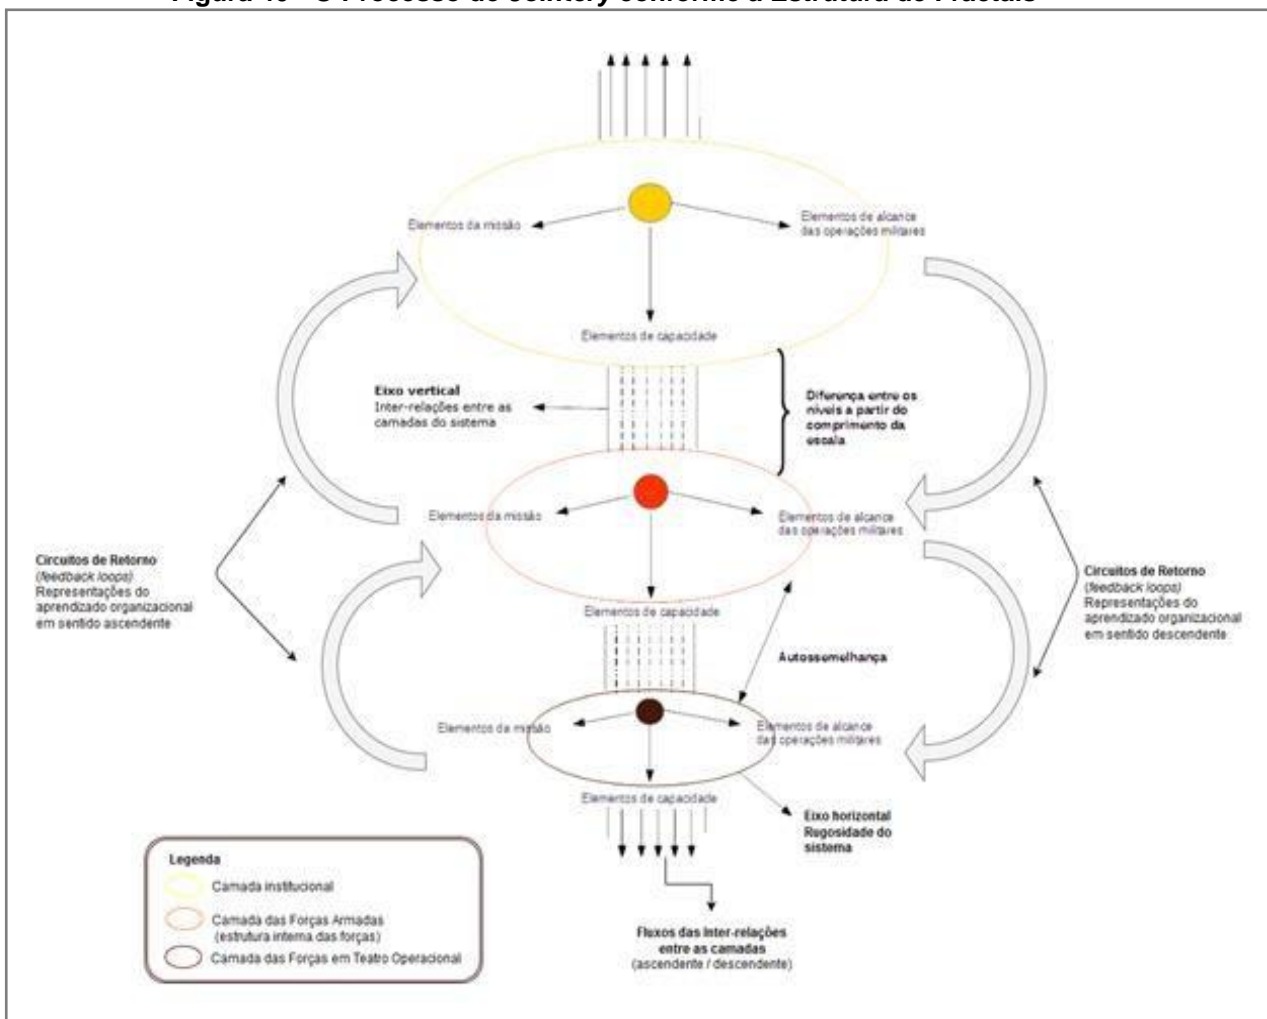 Elementos da missão
Elementos de alcance
das operações militares
Elementos de capacidade
Eixo vertical
Inter-relações entre as
camadas do sistema
Diferença entre os
níveis a partir do
comprimento da
escala
Elementos da missão
Elementos de alcance
das operações militares
Elementos de capacidade
Circuitos de Retorno
(feedback loops)
Representações do
aprendizado organizacional
em sentido ascendente
Circuitos de Retorno
(feedback loops)
Representações do
aprendizado organizacional
em sentido descendente
Autossemelhança
Elementos da missão
Elementos de alcance
das operações militares
Elementos de capacidade
Eixo horizontal
Rugosidade do
sistema
Legenda
Camada institucional
Camada das Forças Armadas
(estrutura interna das forças)
Camada das Forças em Teatro Operacional
Fluxos das Inter-relações
entre as camadas
(ascendente / descendente)